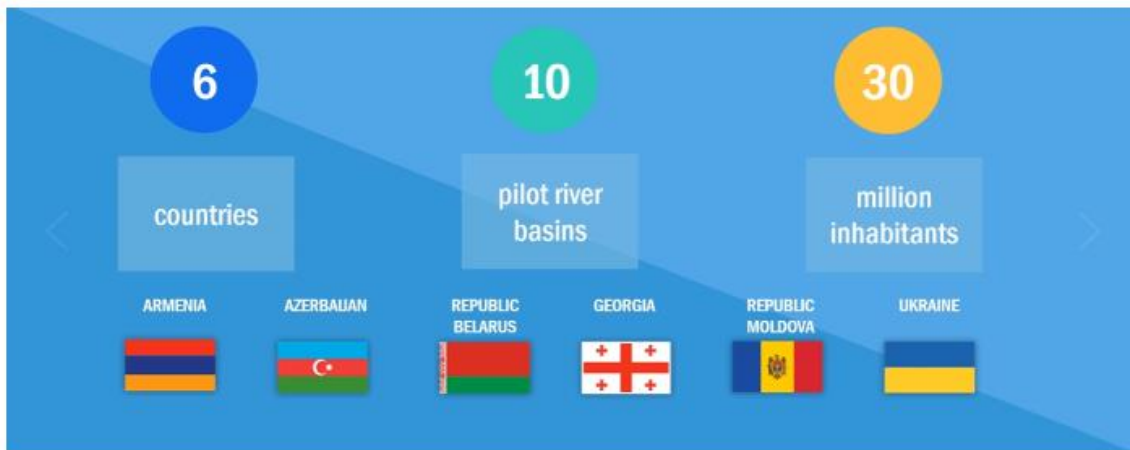 6
10
30
countries
pilot river
basins
million
inhabitants
ARMENIA
AZERBAIJAN
REPUBLIC
BELARUS
GEORGIA
REPUBLIC
MOLDOVA
UKRAINE